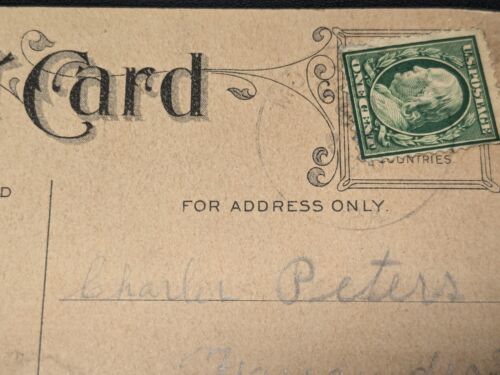 Card
U.S. POSTAGE
ONE CENT
COUNTRIES.
D
FOR ADDRESS ONLY.
Charles Peters